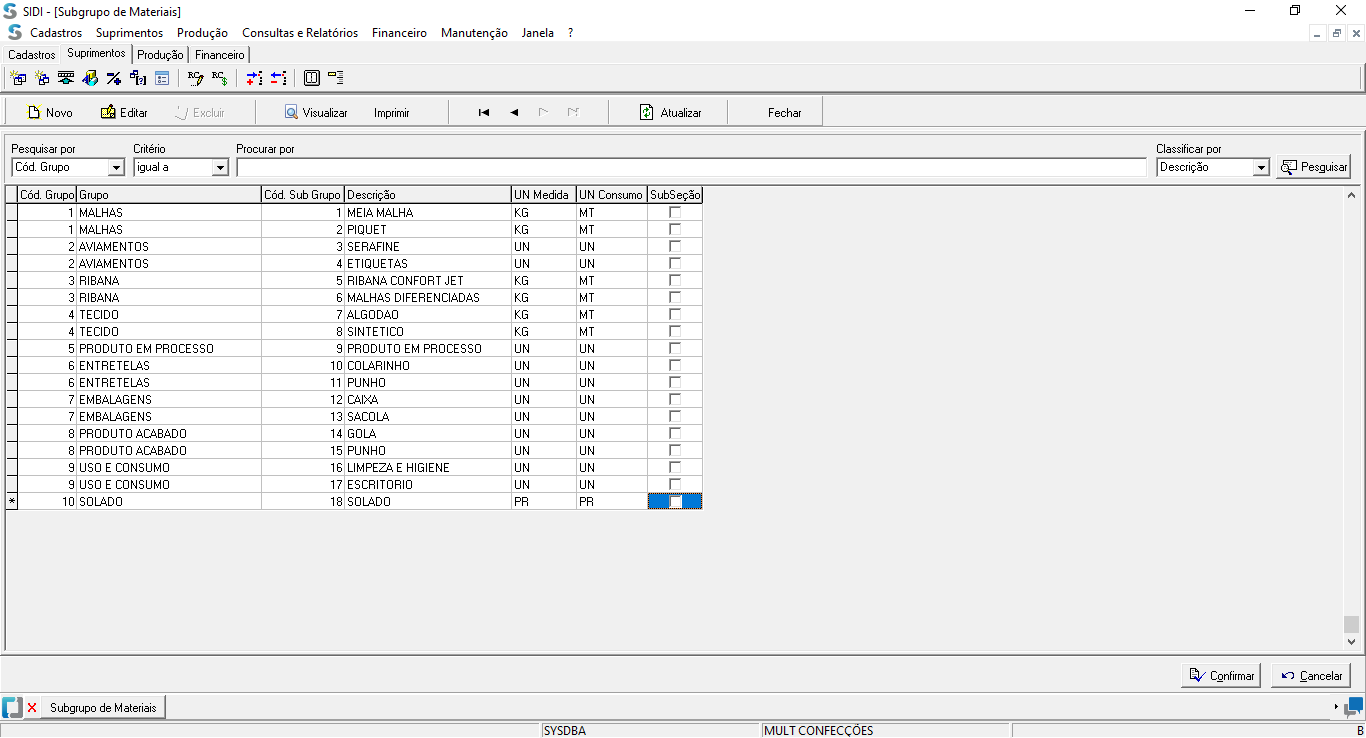 SIDI - [Subgrupo de Materiais]
Cadastros Suprimentos Produção Consultas e Relatórios Financeiro Manutenção Janela ?
Cadastros Suprimentos Produção Financeiro
Novo Editar Excluir Visualizar Imprimir Atualizar Fechar
Pesquisar por Critério Procurar por Classificar por
Cód. Grupo igual a Descrição Pesquisar
Cód. Grupo Grupo Cód. Sub Grupo Descrição UN Medida UN Consumo SubSeção
1 MALHAS 1 MEIA MALHA KG MT
1 MALHAS 2 PIQUET KG MT
2 AVIAMENTOS 3 SERAFINE UN UN
2 AVIAMENTOS 4 ETIQUETAS UN UN
3 RIBANA 5 RIBANA CONFORT JET KG MT
3 RIBANA 6 MALHAS DIFERENCIADAS KG MT
4 TECIDO 7 ALGODAO KG MT
4 TECIDO 8 SINTETICO KG MT
5 PRODUTO EM PROCESSO 9 PRODUTO EM PROCESSO UN UN
6 ENTRETELAS 10 COLARINHO UN UN
6 ENTRETELAS 11 PUNHO UN UN
7 EMBALAGENS 12 CAIXA UN UN
7 EMBALAGENS 13 SACOLA UN UN
8 PRODUTO ACABADO 14 GOLA UN UN
8 PRODUTO ACABADO 15 PUNHO UN UN
9 USO E CONSUMO 16 LIMPEZA E HIGIENE UN UN
9 USO E CONSUMO 17 ESCRITORIO UN UN
* 10 SOLADO 18 SOLADO PR PR
Confirmar Cancelar
Subgrupo de Materiais
SYSDBA MULT CONFECÇÕES B